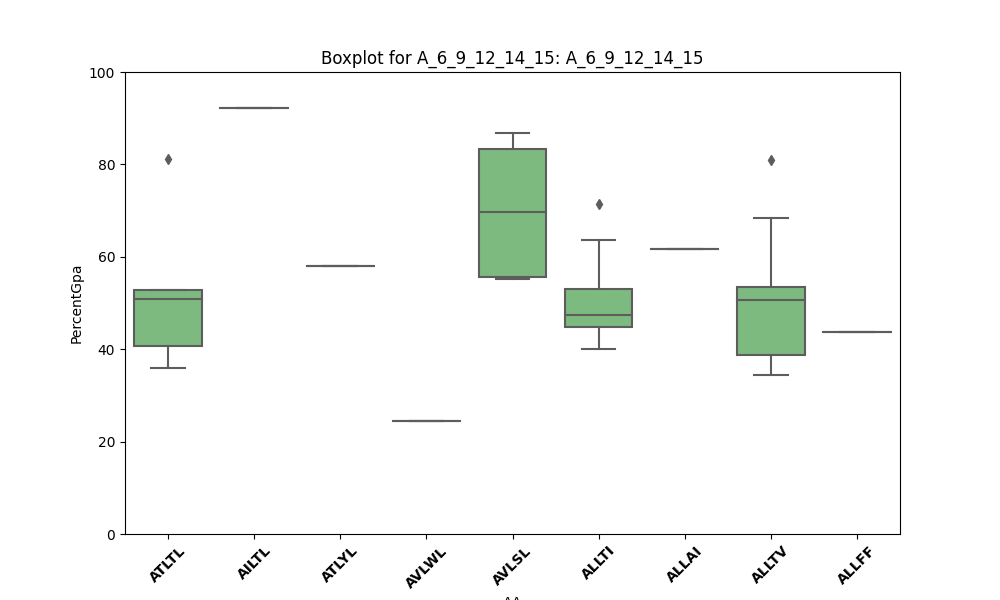 Boxplot for A_6_9_12_14_15: A_6_9_12_14_15
100
80
60
40
20
0
PercentGpa
ATLTL
AILTL
ATLYL
AVLWL
AVLSL
ALLTI
ALLAI
ALLTV
ALLFF